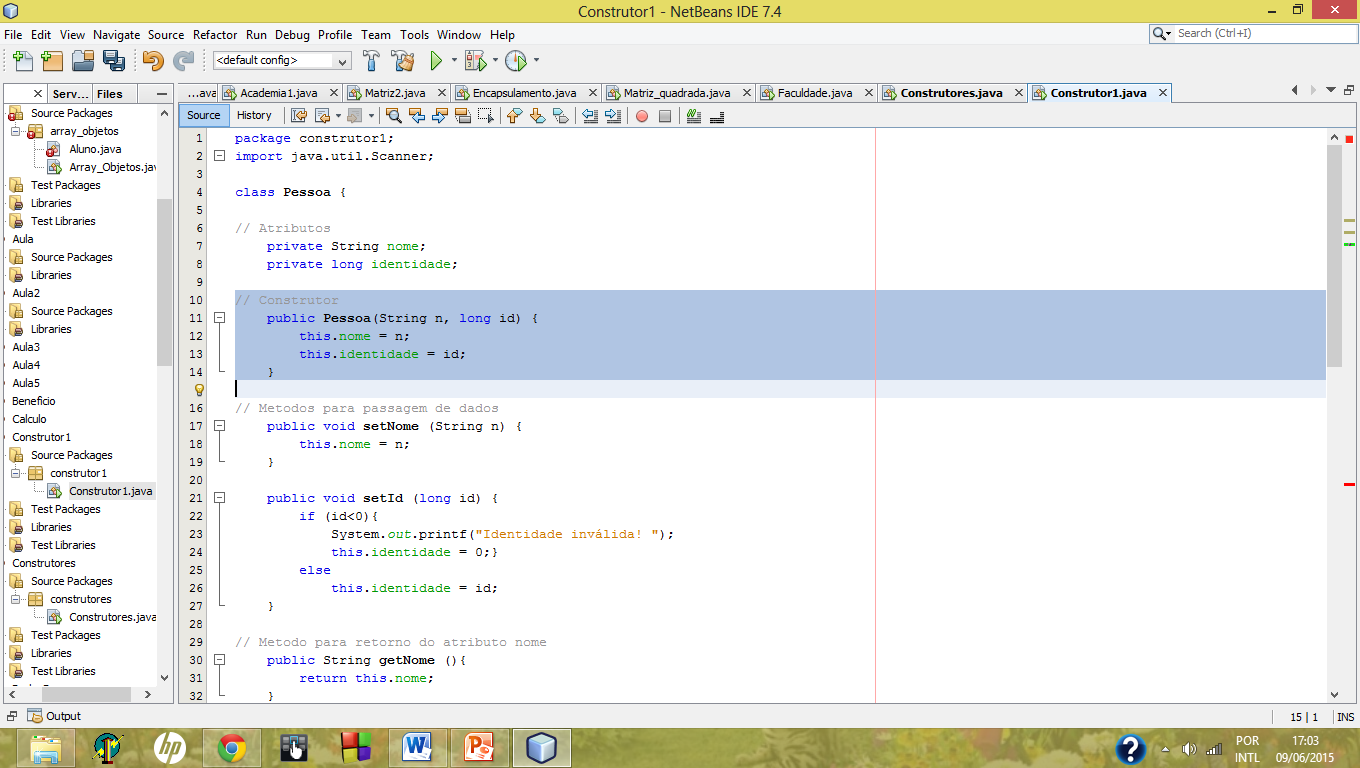 Construtor1 - NetBeans IDE 7.4
File Edit View Navigate Source Refactor Run Debug Profile Team Tools Window Help
Search (Ctrl+I)
<default config>
Serv... Files
...ava Academia1.java Matriz2.java Encapsulamento.java Matriz_quadrada.java Faculdade.java Construtores.java Construtor1.java
Source History
Source Packages
array_objetos
Aluno.java
Array_Objetos.jav
Test Packages
Libraries
Test Libraries
Aula
Source Packages
Libraries
Aula2
Source Packages
Libraries
Aula3
Aula4
Aula5
Beneficio
Calculo
Construtor1
Source Packages
construtor1
Construtor1.java
Test Packages
Libraries
Test Libraries
Construtores
Source Packages
construtores
Construtores.java
Test Packages
Libraries
Test Libraries
1 package construtor1;
2 import java.util.Scanner;
3
4 class Pessoa {
5
6 // Atributos
7 private String nome;
8 private long identidade;
9
10 // Construtor
11 public Pessoa(String n, long id) {
12 this.nome = n;
13 this.identidade = id;
14 }
16 // Metodos para passagem de dados
17 public void setNome (String n) {
18 this.nome = n;
19 }
20
21 public void setId (long id) {
22 if (id<0){
23 System.out.printf("Identidade inválida! ");
24 this.identidade = 0;}
25 else
26 this.identidade = id;
27 }
28
29 // Metodo para retorno do atributo nome
30 public String getNome (){
31 return this.nome;
32 }
Output
15 | 1 INS
POR
INTL
17:03
09/06/2015